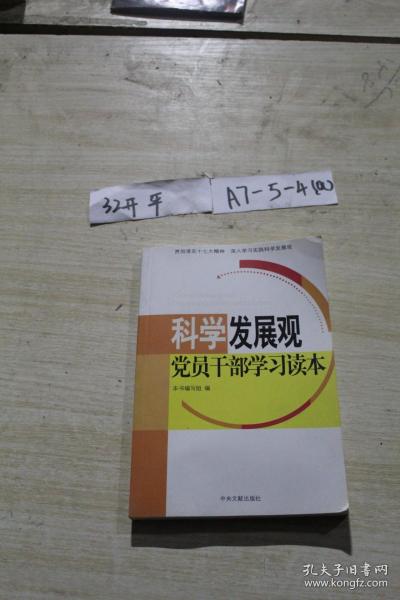 32开平
A7-5-4(10)
贯彻落实十七大精神 深入学习实践科学发展观
科学发展观
党员干部学习读本
本书编写组 编
中央文献出版社
孔夫子旧书网
www.kongfz.com